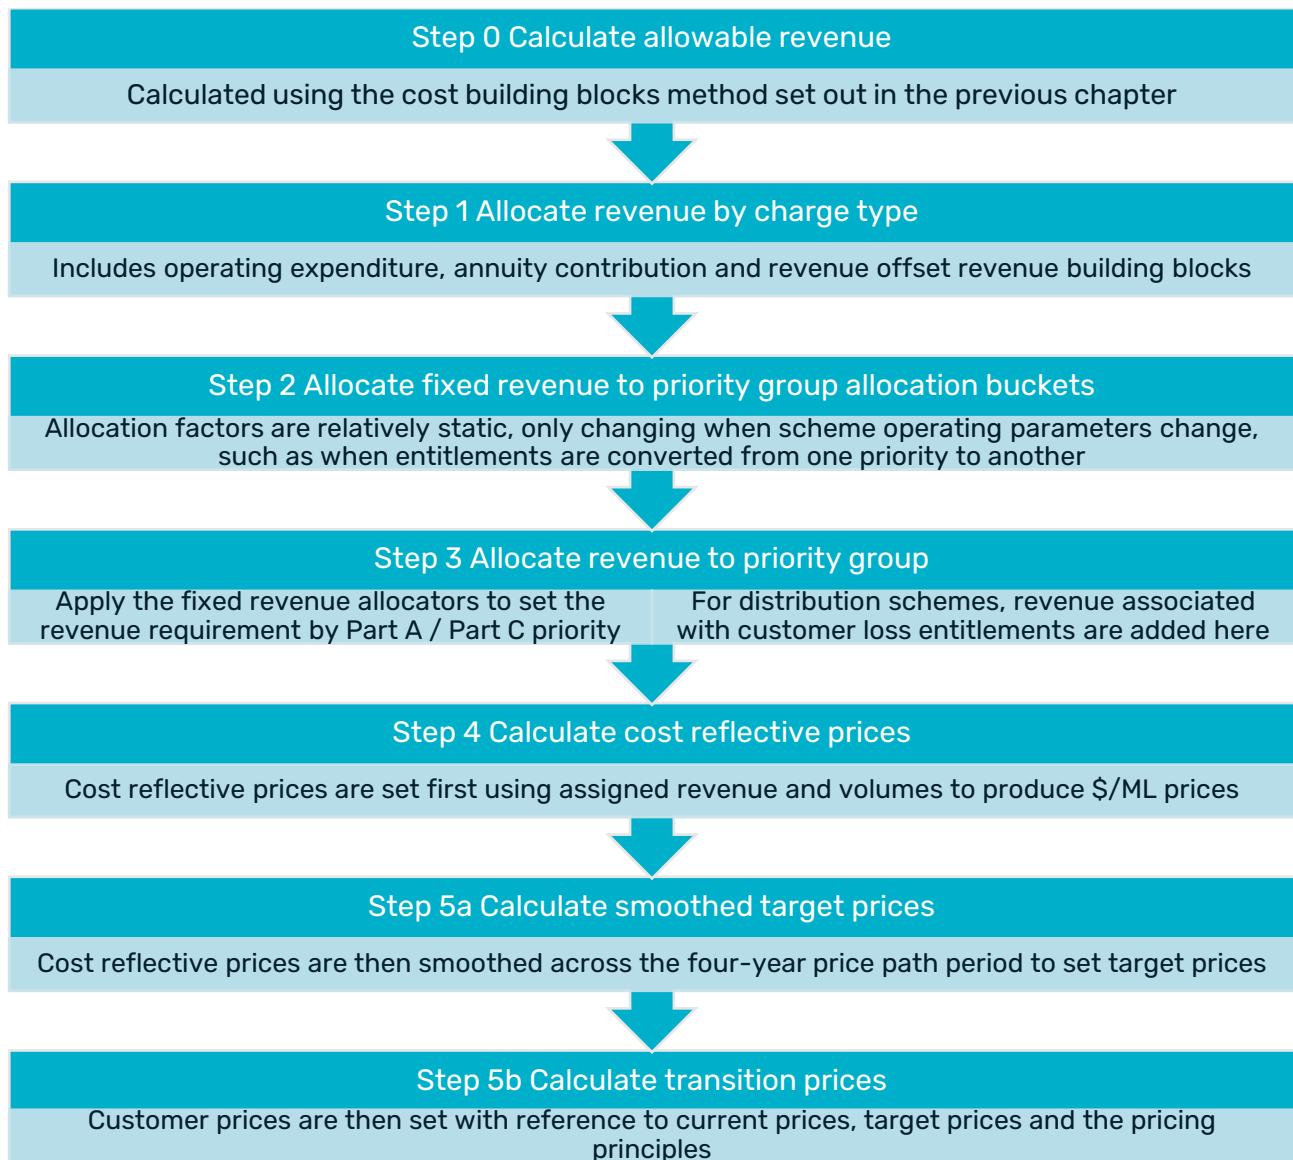 Step 0 Calculate allowable revenue
Calculated using the cost building blocks method set out in the previous chapter
Step 1 Allocate revenue by charge type
Includes operating expenditure, annuity contribution and revenue offset revenue building blocks
Step 2 Allocate fixed revenue to priority group allocation buckets
Allocation factors are relatively static, only changing when scheme operating parameters change,
such as when entitlements are converted from one priority to another
Step 3 Allocate revenue to priority group
Apply the fixed revenue allocators to set the
revenue requirement by Part A / Part C priority
For distribution schemes, revenue associated
with customer loss entitlements are added here
Step 4 Calculate cost reflective prices
Cost reflective prices are set first using assigned revenue and volumes to produce $/ML prices
Step 5a Calculate smoothed target prices
Cost reflective prices are then smoothed across the four-year price path period to set target prices
Step 5b Calculate transition prices
Customer prices are then set with reference to current prices, target prices and the pricing
principles